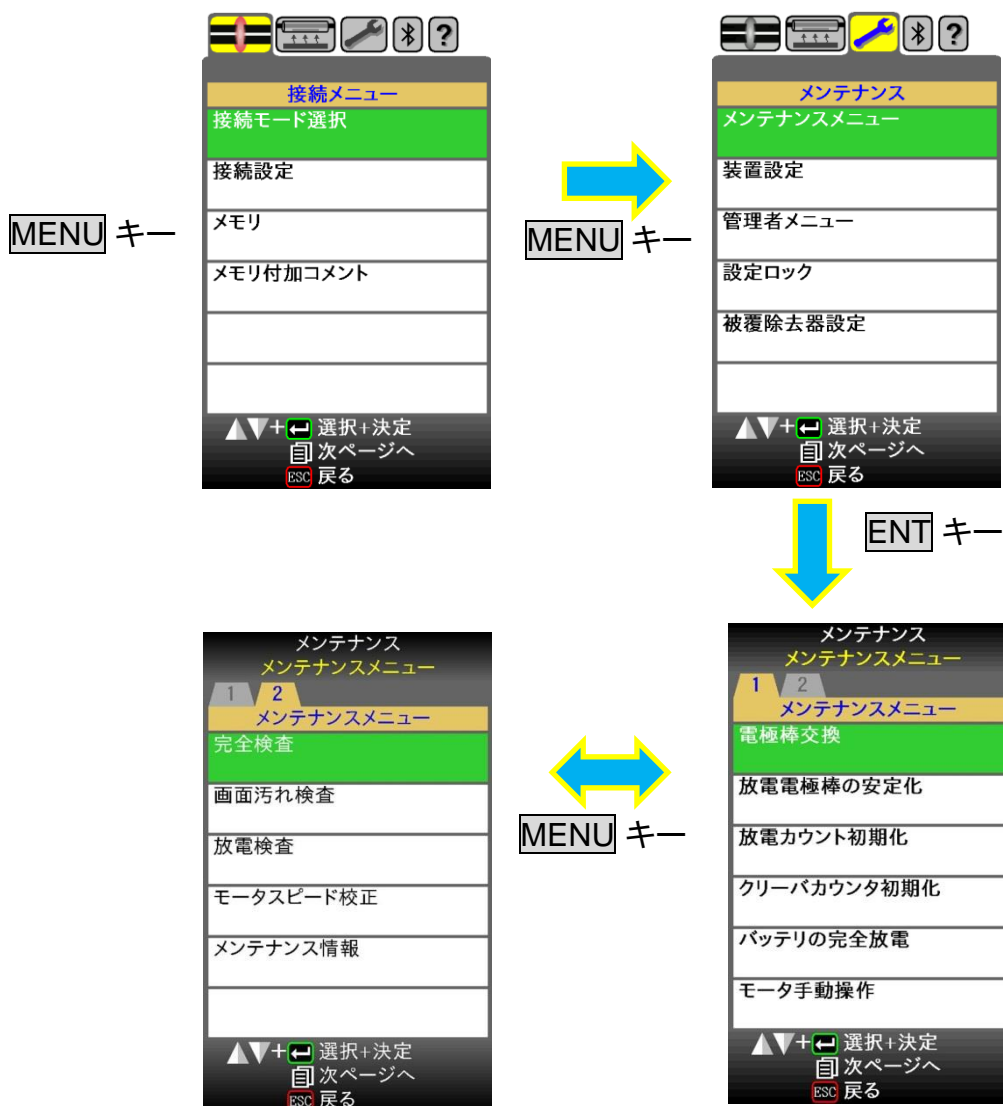 ?
接続メニュー
接続モード選択
接続設定
メモリ
メモリ付加コメント
+ 選択+決定
次ページへ
ESC 戻る
MENU キー
MENU キー
?
メンテナンス
メンテナンスメニュー
装置設定
管理者メニュー
設定ロック
被覆除去器設定
+ 選択+決定
次ページへ
ESC 戻る
ENT キー
メンテナンス
メンテナンスメニュー
1 2
メンテナンスメニュー
完全検査
画面汚れ検査
放電検査
モータスピード校正
メンテナンス情報
+ 選択+決定
次ページへ
ESC 戻る
MENU キー
メンテナンス
メンテナンスメニュー
1 2
メンテナンスメニュー
電極棒交換
放電電極棒の安定化
放電カウント初期化
クリーバカウンタ初期化
バッテリの完全放電
モータ手動操作
+ 選択+決定
次ページへ
ESC 戻る